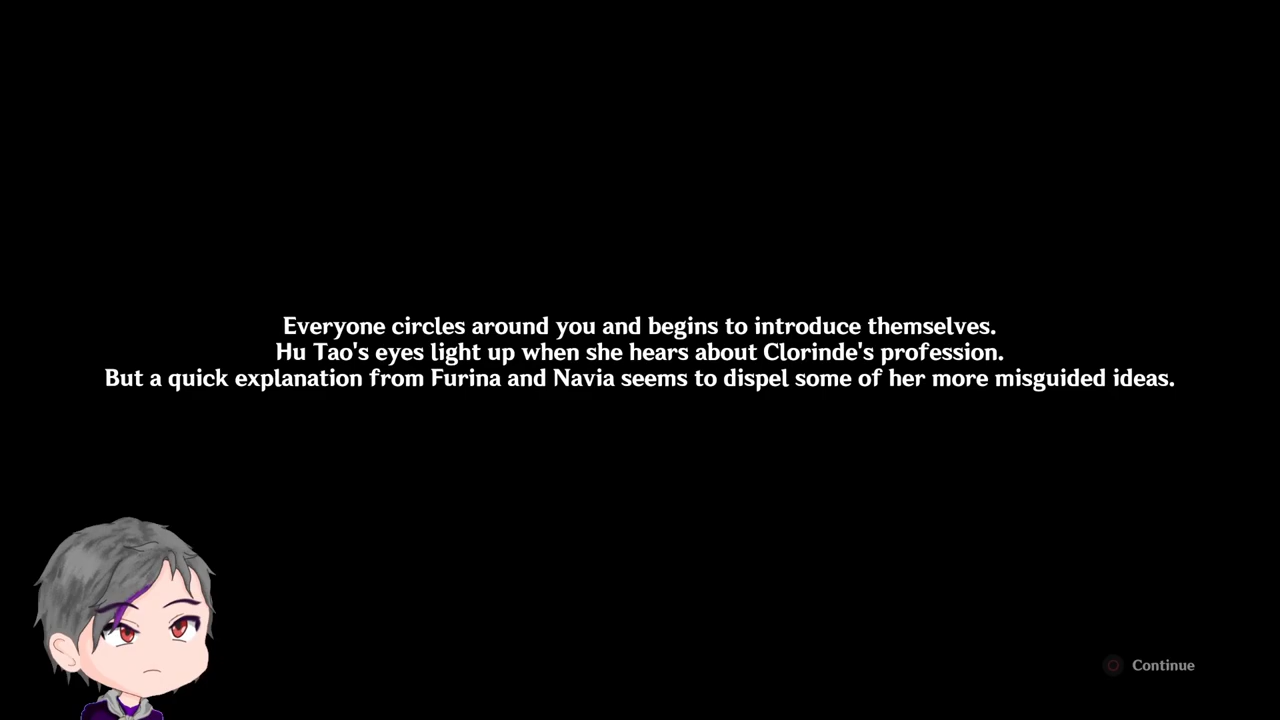 Everyone circles around you and begins to introduce themselves.
Hu Tao's eyes light up when she hears about Clorinde's profession.
But a quick explanation from Furina and Navia seems to dispel some of her more misguided ideas.
Continue